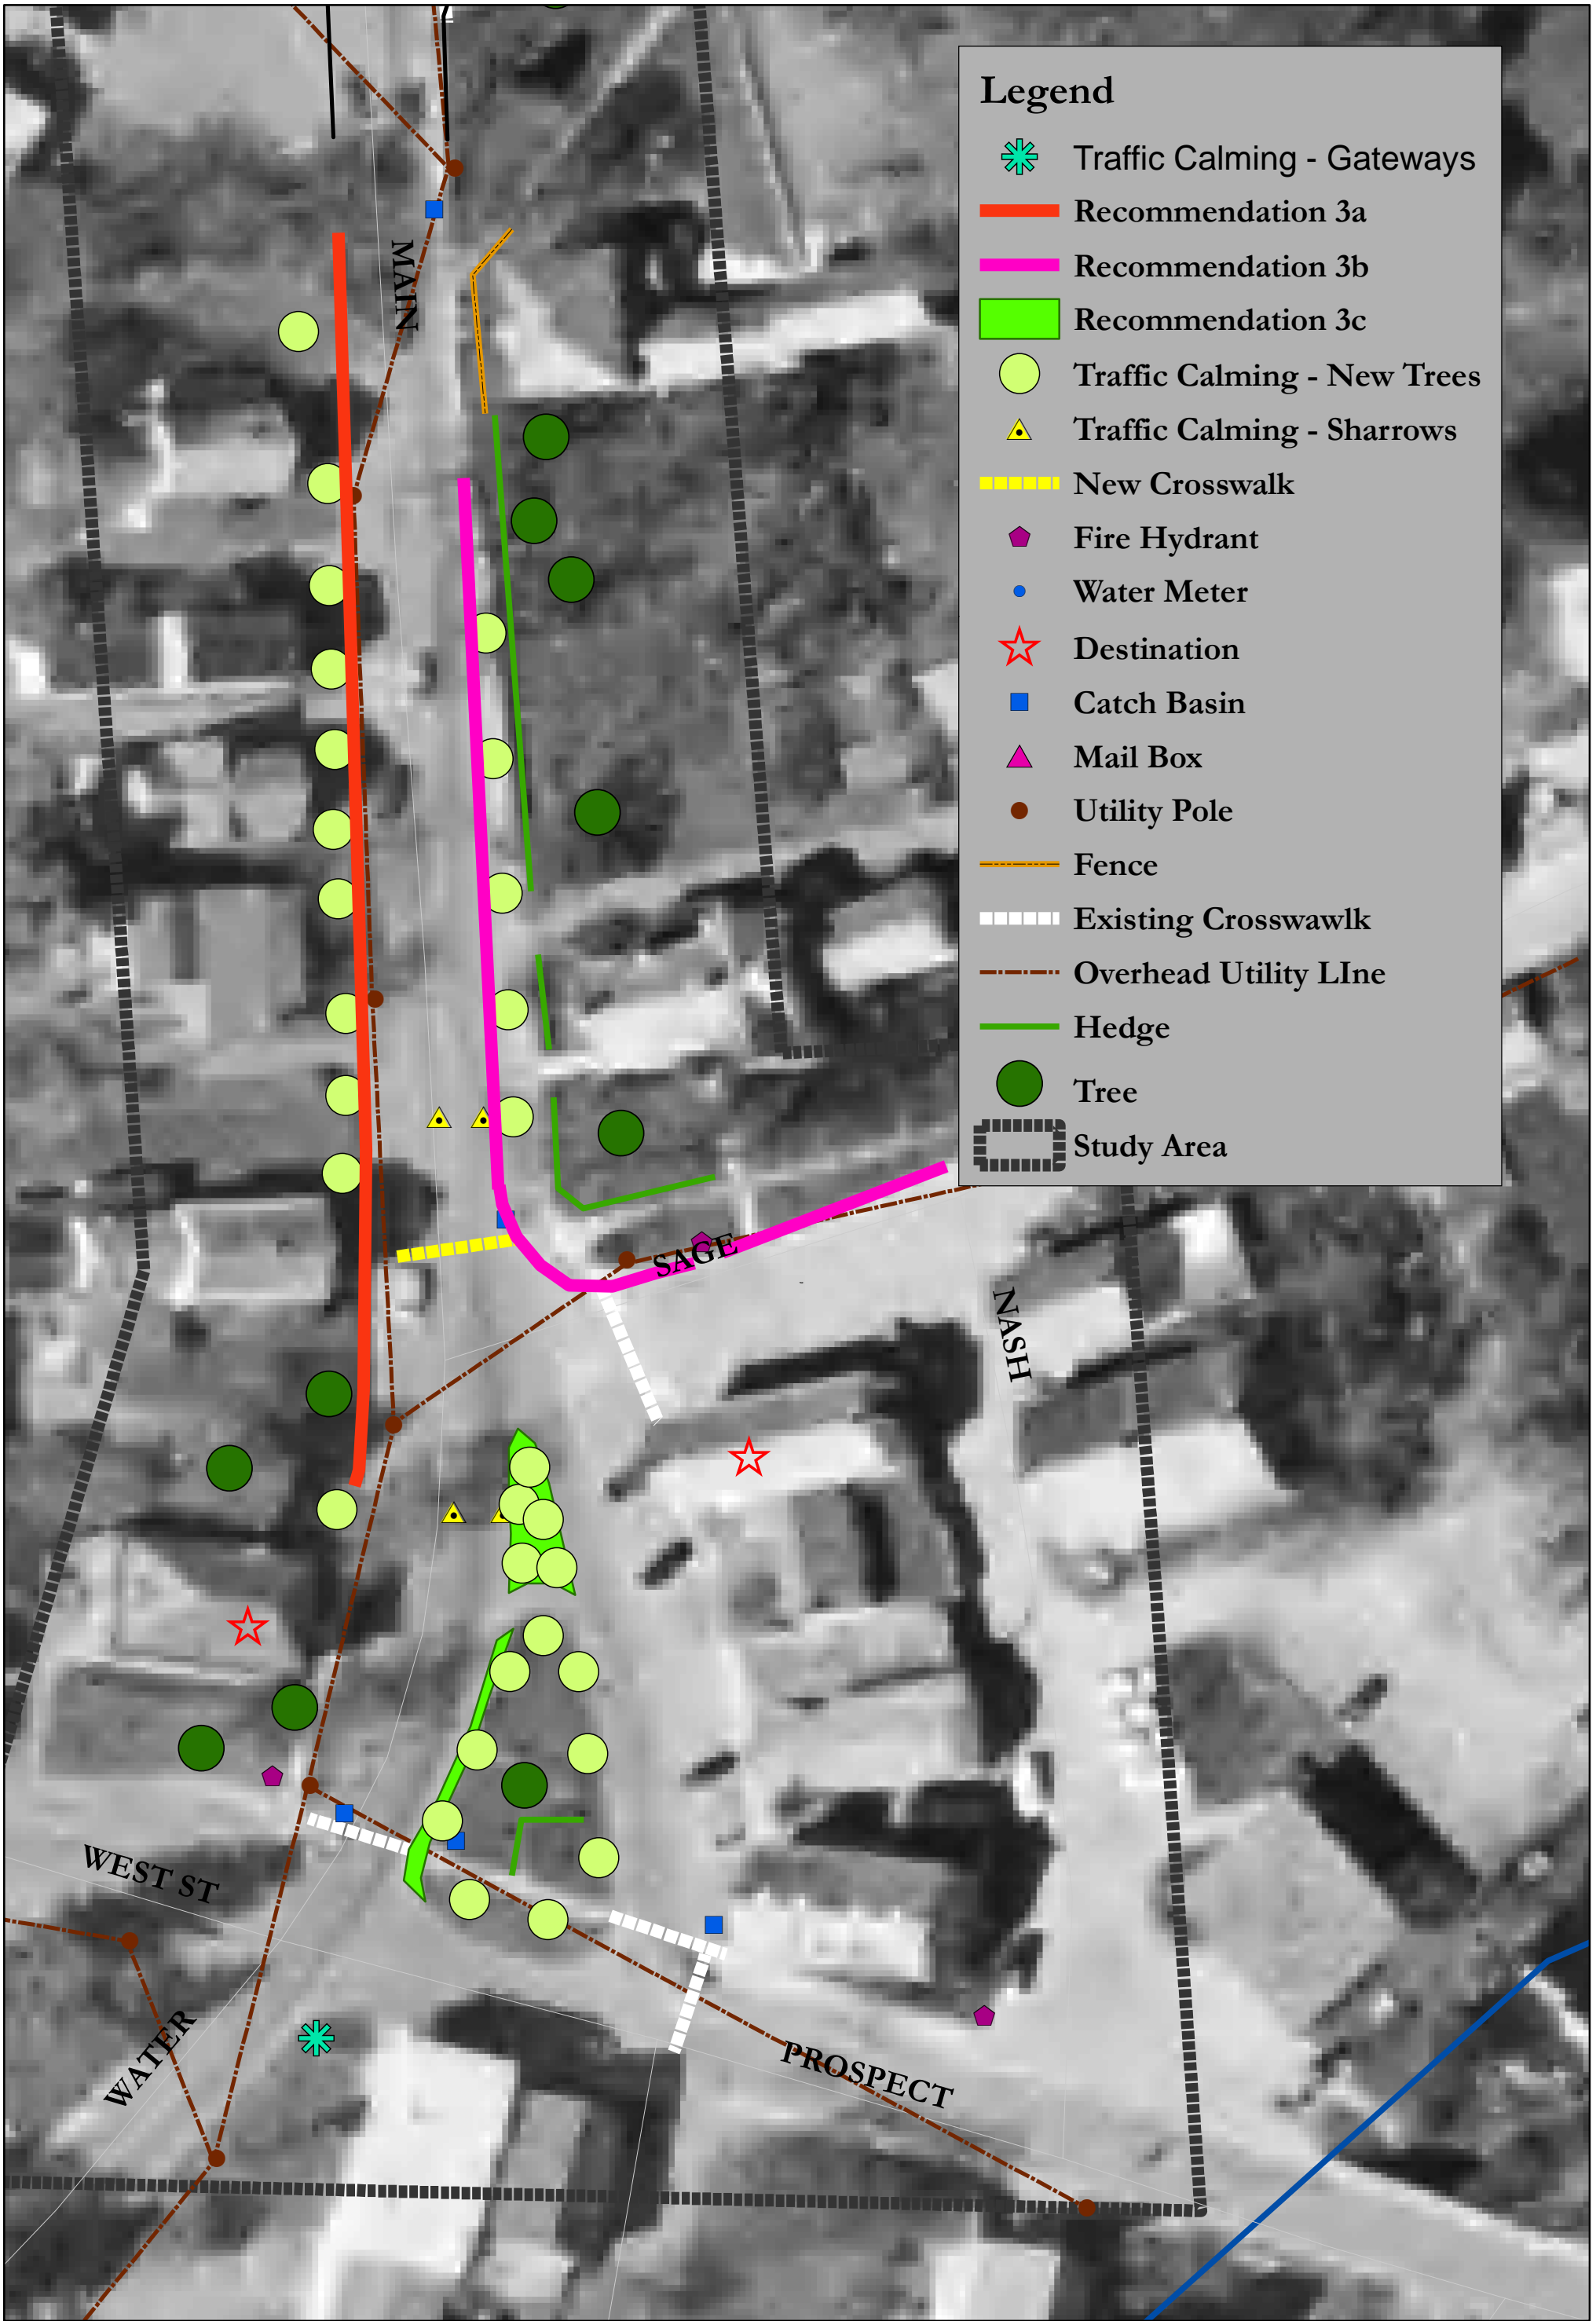 Legend
Traffic Calming - Gateways
Recommendation 3a
Recommendation 3b
Recommendation 3c
Traffic Calming - New Trees
Traffic Calming - Sharrows
New Crosswalk
Fire Hydrant
Water Meter
Destination
Catch Basin
Mail Box
Utility Pole
Fence
Existing Crosswawlk
Overhead Utility LIne
Hedge
Tree
Study Area
MAIN
SAGE
NASH
WEST ST
WATER
PROSPECT